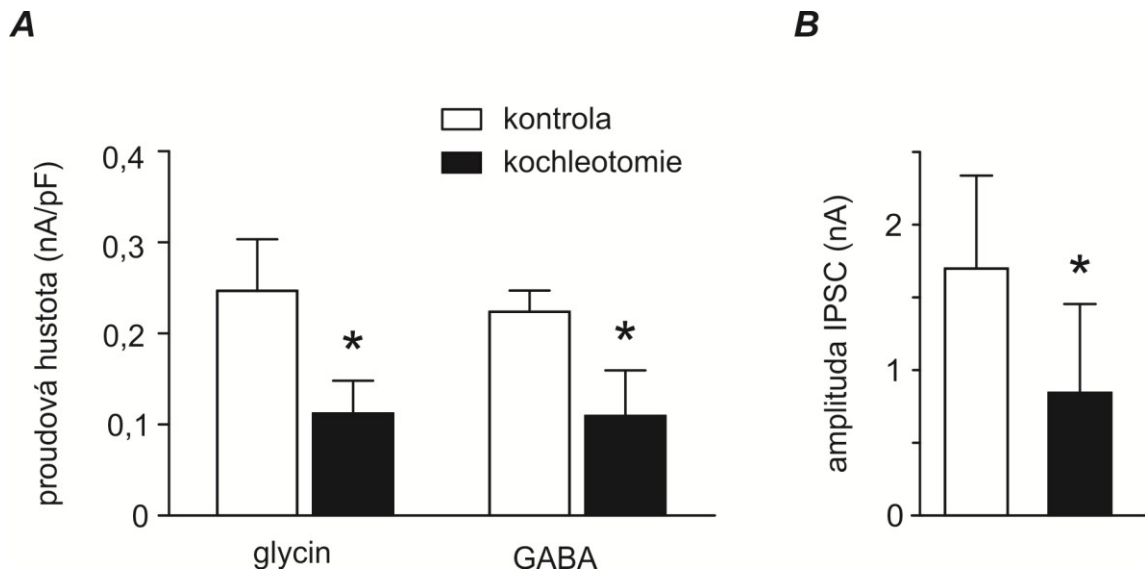 A
B
kontrola
kochleotomie
proudová hustota (nA/pF)
0,4
0,3
0,2
0,1
0
*
*
glycin
GABA
amplituda IPSC (nA)
2
1
0
*